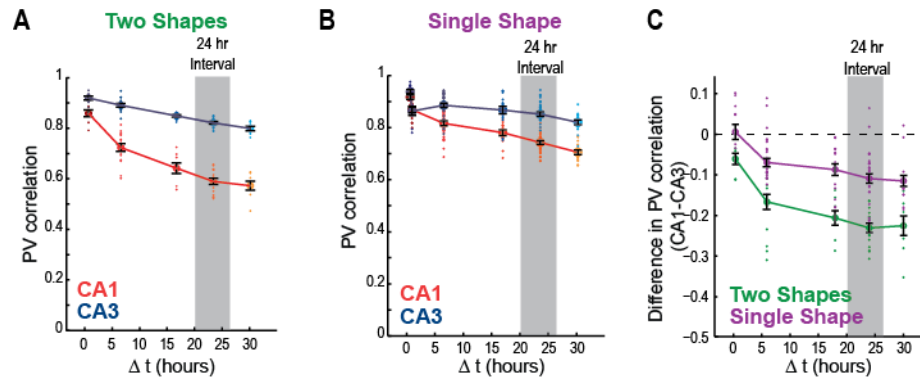 A
Two Shapes
24 hr
Interval
PV correlation
1
0.8
0.6
0.4
0.2
0
CA1
CA3
0 5 10 15 20 25 30
Δ t (hours)
B
Single Shape
24 hr
Interval
PV correlation
1
0.8
0.6
0.4
0.2
0
CA1
CA3
0 5 10 15 20 25 30
Δ t (hours)
C
24 hr
Interval
Difference in PV correlation
(CA1-CA3)
0
−0.1
−0.2
−0.3
−0.4
−0.5
Two Shapes
Single Shape
0 5 10 15 20 25 30
Δ t (hours)